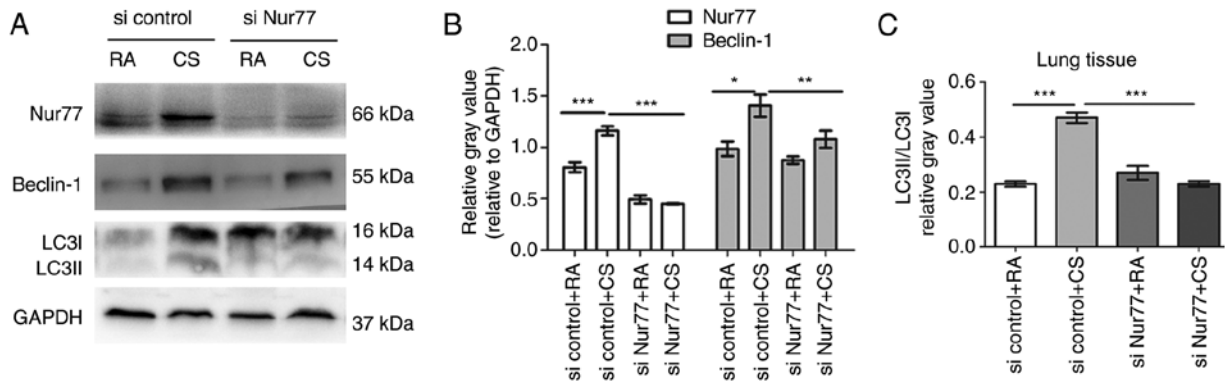 A
si control si Nur77
RA CS RA CS
Nur77 66 kDa
Beclin-1 55 kDa
LC3I 16 kDa
LC3II 14 kDa
GAPDH 37 kDa
B
Nur77
Beclin-1
Relative gray value
(relative to GAPDH)
2.0
1.5
1.0
0.5
0.0
*** *** * **
si control+RA
si control+CS
si Nur77+RA
si Nur77+CS
si control+RA
si control+CS
si Nur77+RA
si Nur77+CS
C
Lung tissue
LC3II/LC3I
relative gray value
0.6
0.4
0.2
0.0
*** ***
si control+RA
si control+CS
si Nur77+RA
si Nur77+CS